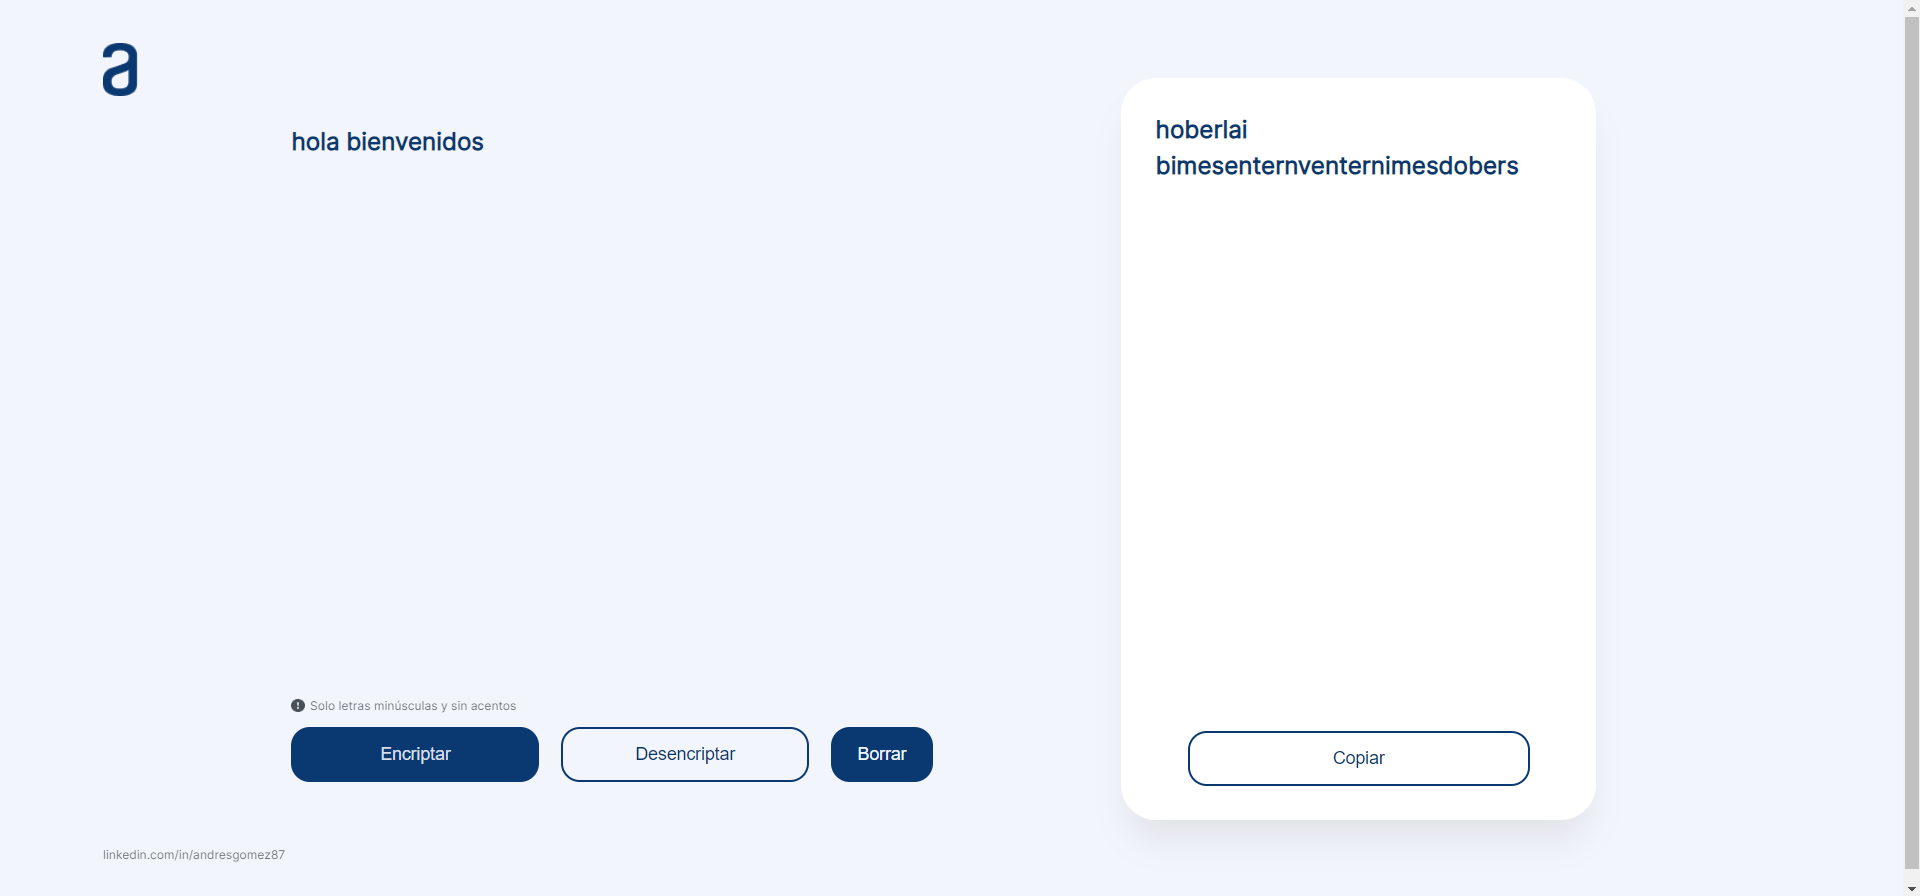 a
hola bienvenidos
hoberlai
bimesenternventernimesdobers
Solo letras minúsculas y sin acentos
Encriptar
Desencriptar
Borrar
Copiar
linkedin.com/in/andresgomez87